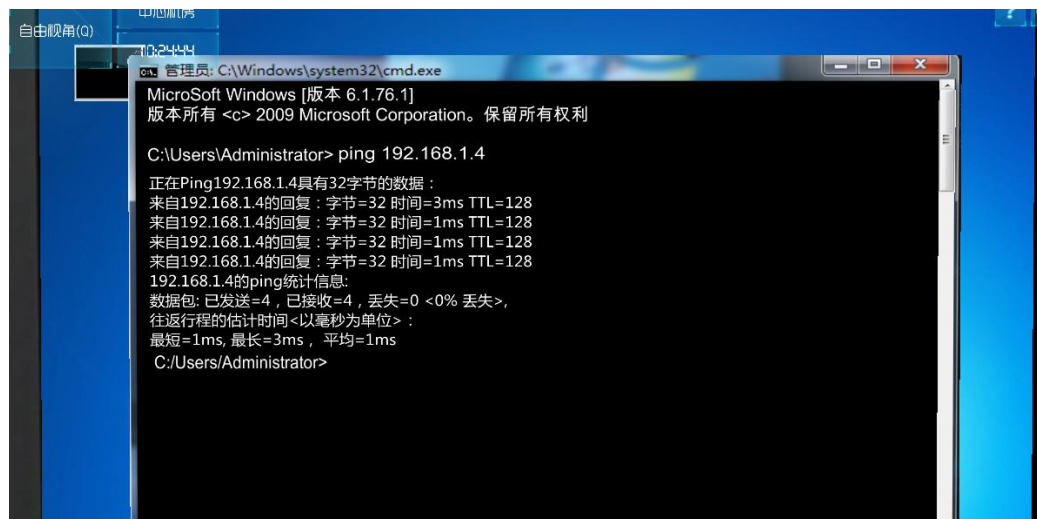 中心机房
自由视角(Q)
10:24:44
?
管理员: C:\Windows\system32\cmd.exe
MicroSoft Windows [版本 6.1.76.1]
版本所有 <c> 2009 Microsoft Corporation。保留所有权利
C:\Users\Administrator> ping 192.168.1.4
正在Ping192.168.1.4具有32字节的数据：
来自192.168.1.4的回复：字节=32 时间=3ms TTL=128
来自192.168.1.4的回复：字节=32 时间=1ms TTL=128
来自192.168.1.4的回复：字节=32 时间=1ms TTL=128
来自192.168.1.4的回复：字节=32 时间=1ms TTL=128
192.168.1.4的ping统计信息:
数据包: 已发送=4，已接收=4，丢失=0 <0% 丢失>,
往返行程的估计时间<以毫秒为单位>：
最短=1ms, 最长=3ms， 平均=1ms
C:/Users/Administrator>